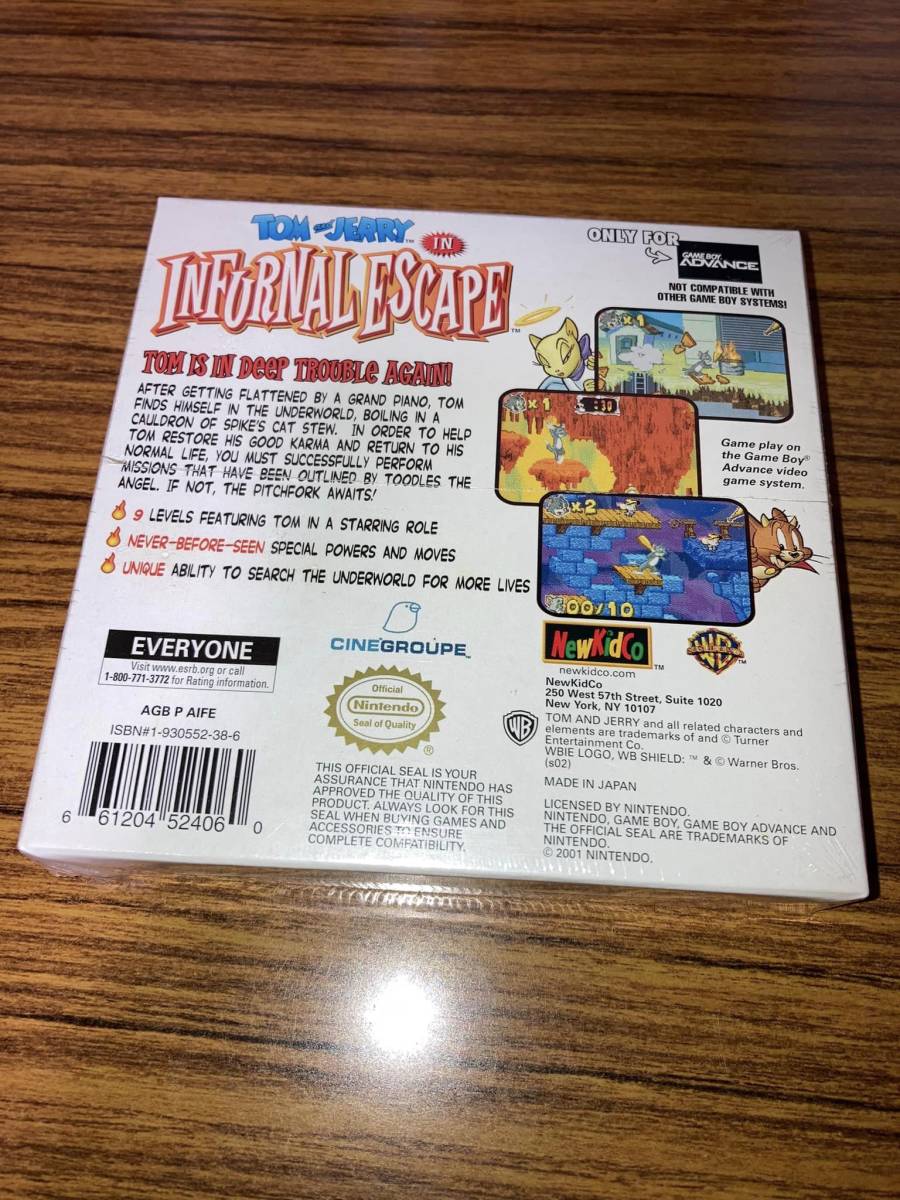 TOM and JERRY™ IN
INFURNAL ESCAPE™
TOM IS IN DEEP TROUBLE AGAIN!
AFTER GETTING FLATTENED BY A GRAND PIANO, TOM
FINDS HIMSELF IN THE UNDERWORLD, BOILING IN A
CAULDRON OF SPIKE'S CAT STEW. IN ORDER TO HELP
TOM RESTORE HIS GOOD KARMA AND RETURN TO HIS
NORMAL LIFE, YOU MUST SUCCESSFULLY PERFORM
MISSIONS THAT HAVE BEEN OUTLINED BY TOODLES THE
ANGEL. IF NOT, THE PITCHFORK AWAITS!
9 LEVELS FEATURING TOM IN A STARRING ROLE
NEVER-BEFORE-SEEN SPECIAL POWERS AND MOVES
UNIQUE ABILITY TO SEARCH THE UNDERWORLD FOR MORE LIVES
ONLY FOR
GAME BOY
ADVANCE
NOT COMPATIBLE WITH
OTHER GAME BOY SYSTEMS!
x1
x1
:30
Game play on
the Game Boy®
Advance video
game system.
x2
00/10
EVERYONE
Visit www.esrb.org or call
1-800-771-3772 for Rating information.
AGB P AIFE
ISBN#1-930552-38-6
6 61204 52406 0
CINÉGROUPE™
Official
Nintendo
Seal of Quality
®
THIS OFFICIAL SEAL IS YOUR
ASSURANCE THAT NINTENDO HAS
APPROVED THE QUALITY OF THIS
PRODUCT. ALWAYS LOOK FOR THIS
SEAL WHEN BUYING GAMES AND
ACCESSORIES TO ENSURE
COMPLETE COMPATIBILITY.
NewKidCo™
newkidco.com
NewKidCo
250 West 57th Street, Suite 1020
New York, NY 10107
WB
TOM AND JERRY and all related characters and
elements are trademarks of and © Turner
Entertainment Co.
WBIE LOGO, WB SHIELD: ™ & © Warner Bros.
(s02)
MADE IN JAPAN
LICENSED BY NINTENDO.
NINTENDO, GAME BOY, GAME BOY ADVANCE AND
THE OFFICIAL SEAL ARE TRADEMARKS OF
NINTENDO.
© 2001 NINTENDO.